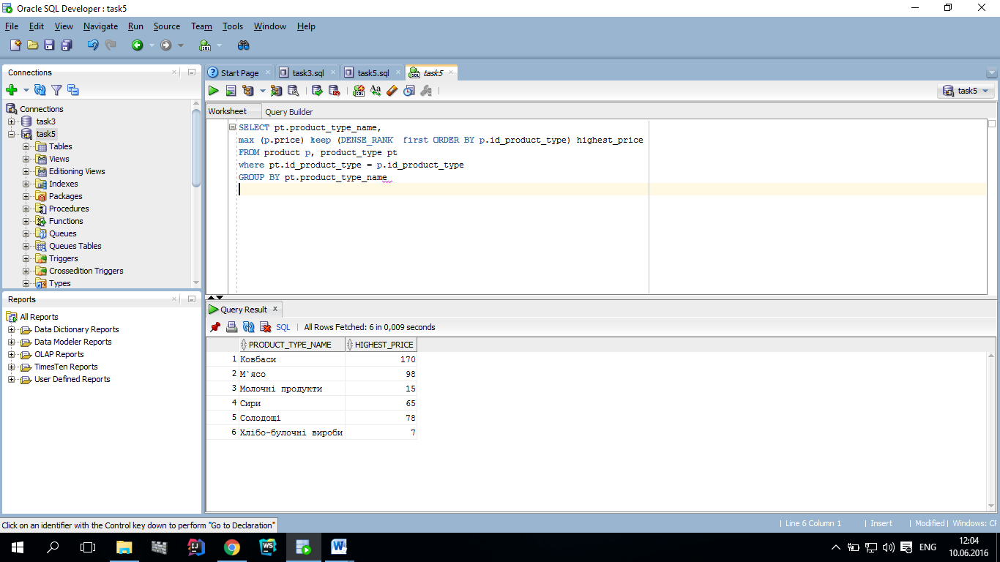 Oracle SQL Developer : task5
File Edit View Navigate Run Source Team Tools Window Help
Connections
Connections
task3
task5
Tables
Views
Editioning Views
Indexes
Packages
Procedures
Functions
Queues
Queues Tables
Triggers
Crossedition Triggers
Types
Reports
All Reports
Data Dictionary Reports
Data Modeler Reports
OLAP Reports
TimesTen Reports
User Defined Reports
Start Page task3.sql task5.sql task5
task5
Worksheet Query Builder
SELECT pt.product_type_name,
max (p.price) keep (DENSE_RANK first ORDER BY p.id_product_type) highest_price
FROM product p, product_type pt
where pt.id_product_type = p.id_product_type
GROUP BY pt.product_type_name
Query Result
SQL | All Rows Fetched: 6 in 0,009 seconds
PRODUCT_TYPE_NAME HIGHEST_PRICE
1 Ковбаси 170
2 М`ясо 98
3 Молочні продукти 15
4 Сири 65
5 Солодощі 78
6 Хлібо-булочні вироби 7
Click on an identifier with the Control key down to perform "Go to Declaration"
| Line 6 Column 1 | Insert | Modified | Windows: CF
ENG
12:04
10.06.2016